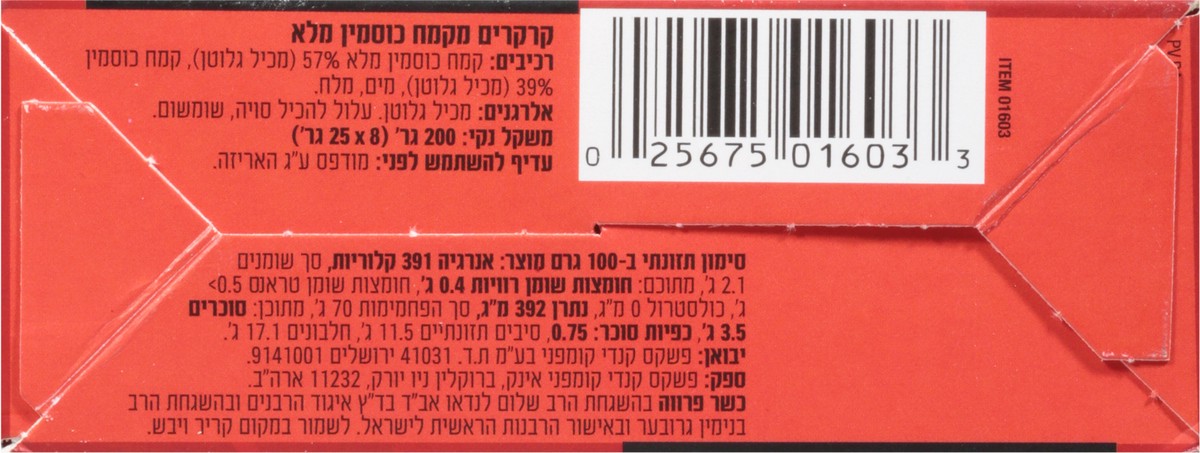 קרקרים מקמח כוסמין מלא
רכיבים: קמח כוסמין מלא 57% (מכיל גלוטן), קמח כוסמין
39% (מכיל גלוטן), מים, מלח.
אלרגנים: מכיל גלוטן. עלול להכיל סויה, שומשום.
משקל נקי: 200 גר' (8 x 25 גר')
עדיף להשתמש לפני: מודפס ע"ג האריזה.
0 25675 01603 3
ITEM 01603
סימון תזונתי ב-100 גרם מוצר: אנרגיה 391 קלוריות, סך שומנים
2.1 ג', מתוכם: חומצות שומן רוויות 0.4 ג', חומצות שומן טראנס 0.5>
ג', כולסטרול 0 מ"ג, נתרן 392 מ"ג, סך הפחמימות 70 ג', מתוכן: סוכרים
3.5 ג', כפיות סוכר: 0.75, סיבים תזונתיים 11.5 ג', חלבונים 17.1 ג'.
יבואן: פשקס קנדי קומפני בע"מ ת.ד. 41031 ירושלים 9141001.
ספק: פשקס קנדי קומפני אינק, ברוקלין ניו יורק, 11232 ארה"ב.
כשר פרווה בהשגחת הרב שלום לנדאו אב"ד בד"ץ איגוד הרבנים ובהשגחת הרב
בנימין גרובער ובאישור הרבנות הראשית לישראל. לשמור במקום קריר ויבש.